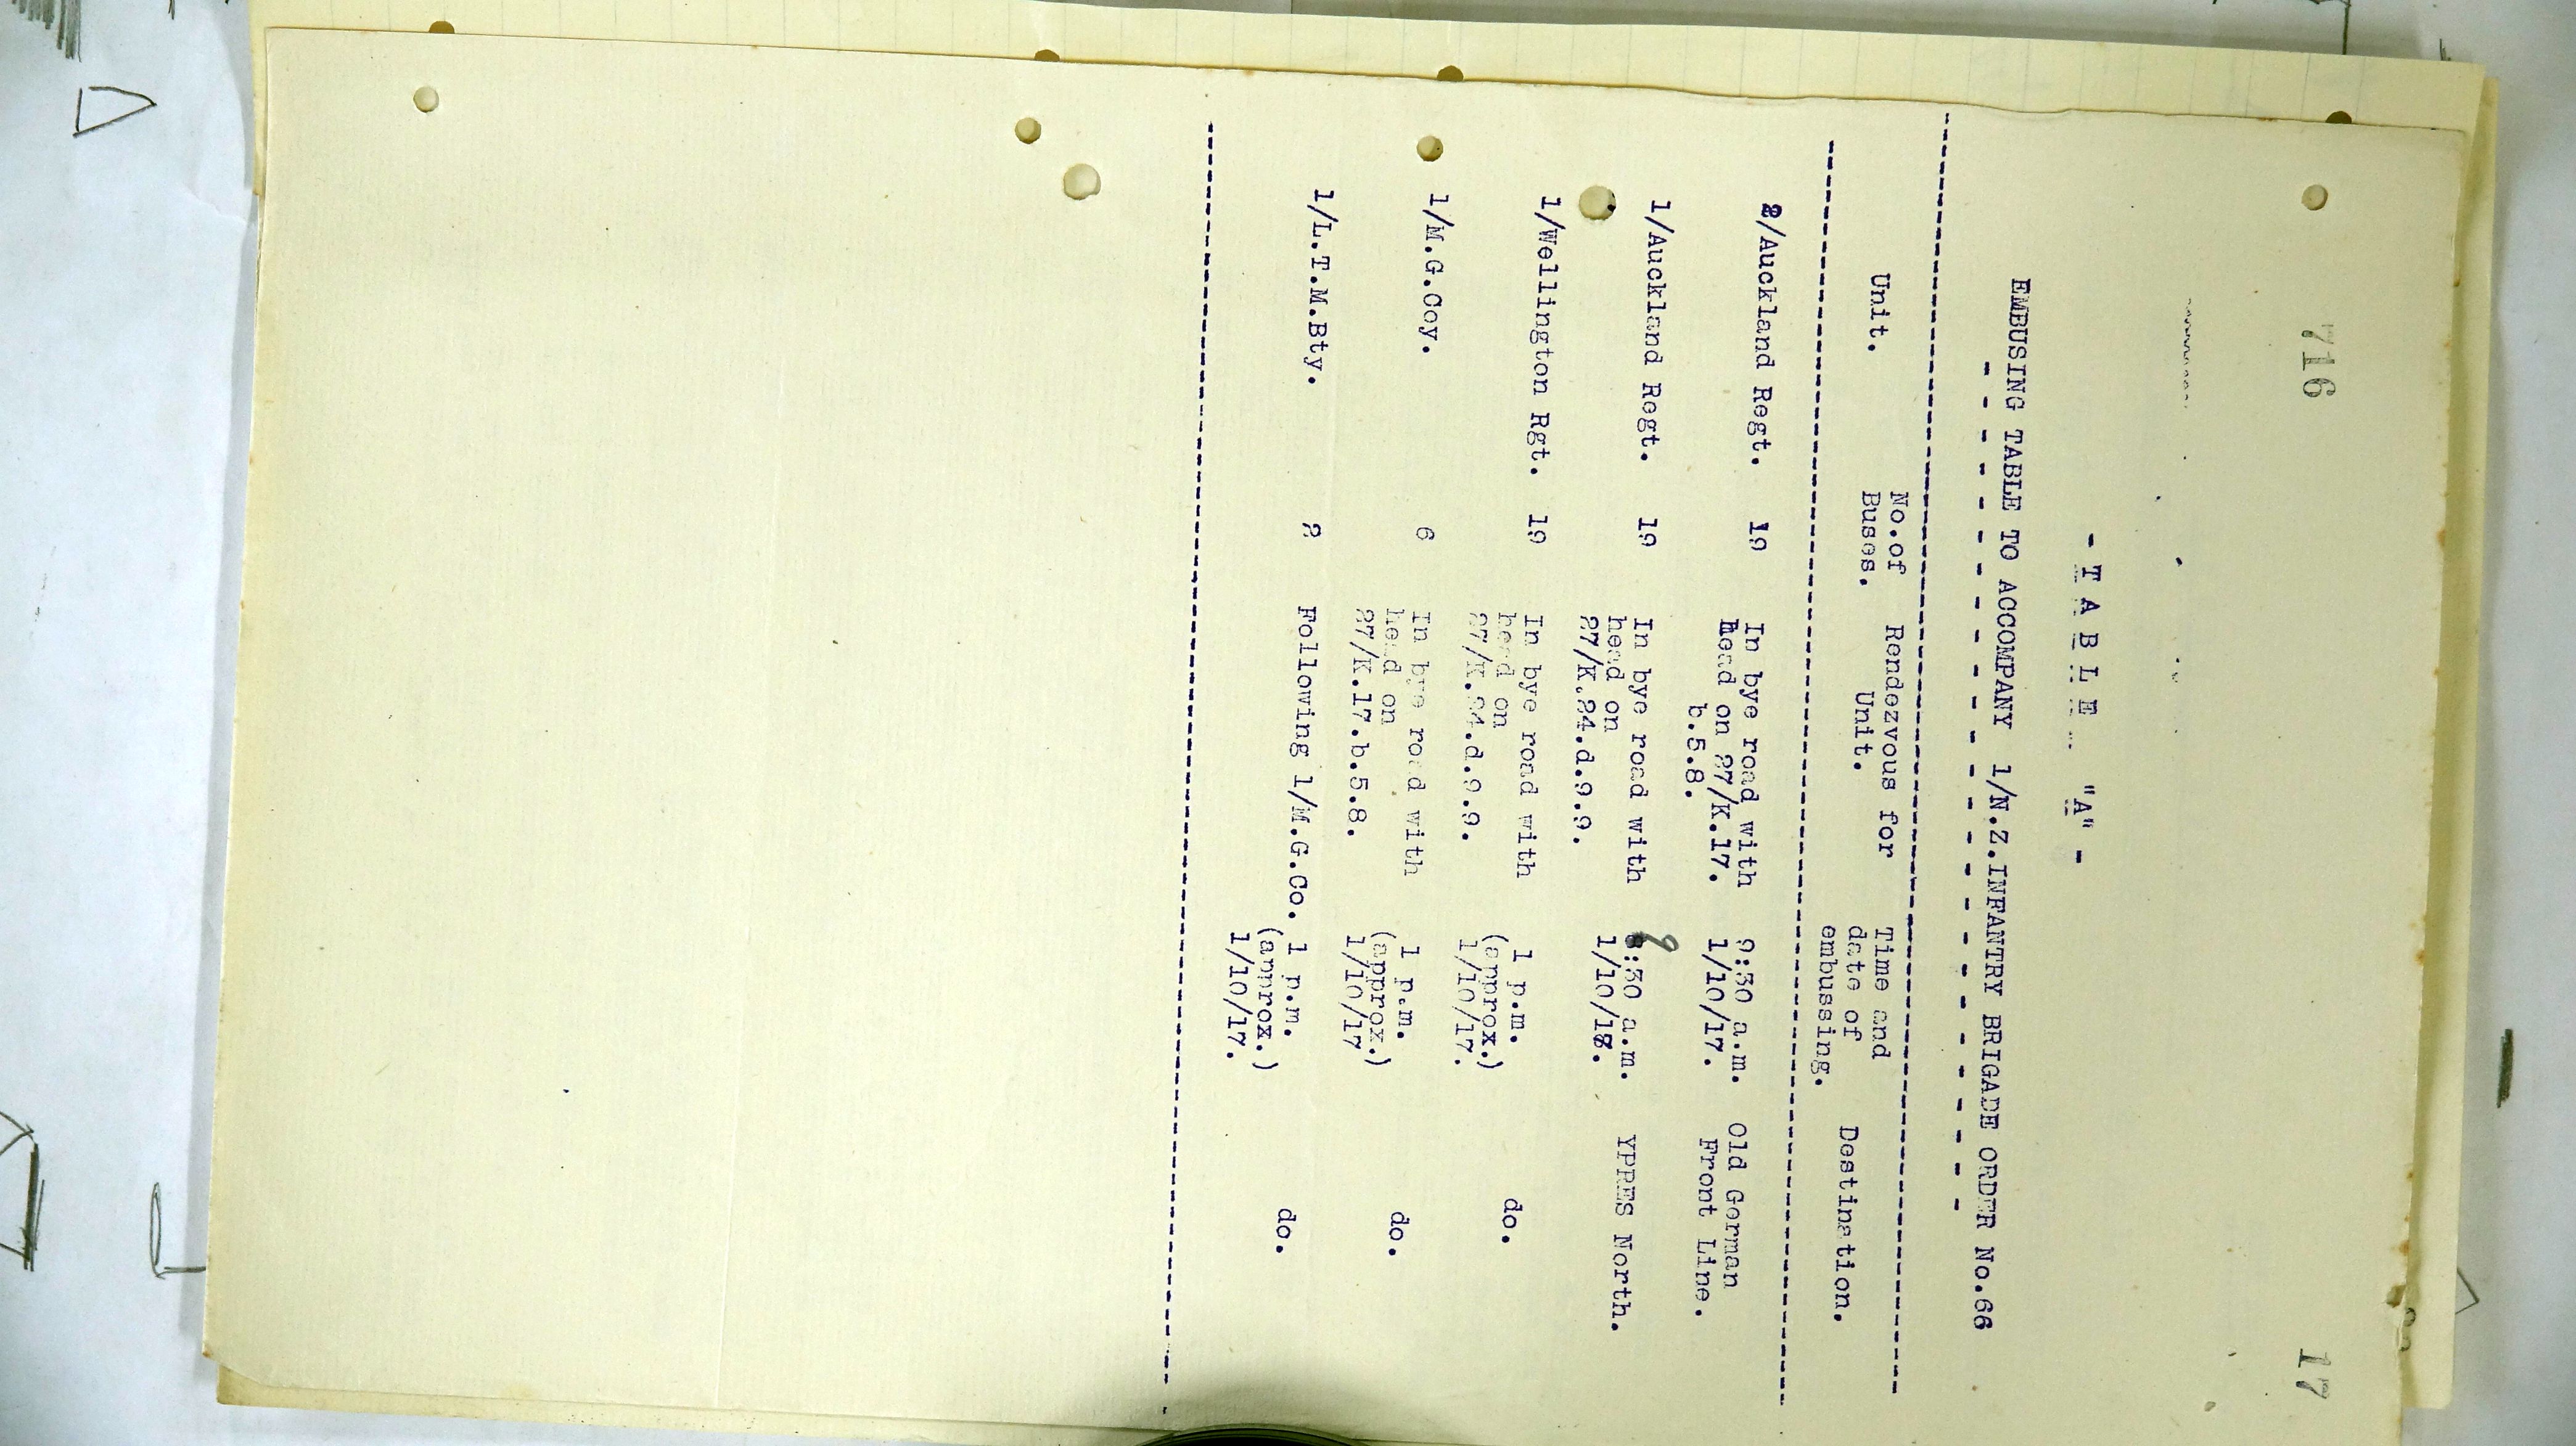 716
17
- T A B L E "A" -
EMBUSING TABLE TO ACCOMPANY 1/N.Z.INFANTRY BRIGADE ORDER No.66
Unit. No.of Buses. Rendezvous for Unit. Time and date of embussing. Destination.
2/Auckland Regt. 19 In bye road with 9:30 a.m. Old German
head on 27/K.17. 1/10/17. Front Line.
b.5.8.
1/Auckland Regt. 19 In bye road with 9:30 a.m. YPRES North.
head on 1/10/17.
27/K.24.d.9.9.
1/Wellington Rgt. 19 In bye road with 1 p.m. do.
head on (approx.)
27/K.24.d.9.9. 1/10/17.
1/M.G.Coy. 6 In bye road with 1 p.m. do.
head on (approx.)
27/K.17.b.5.8. 1/10/17
1/L.T.M.Bty. 2 Following 1/M.G.Co. 1 p.m. do.
(approx.)
1/10/17.